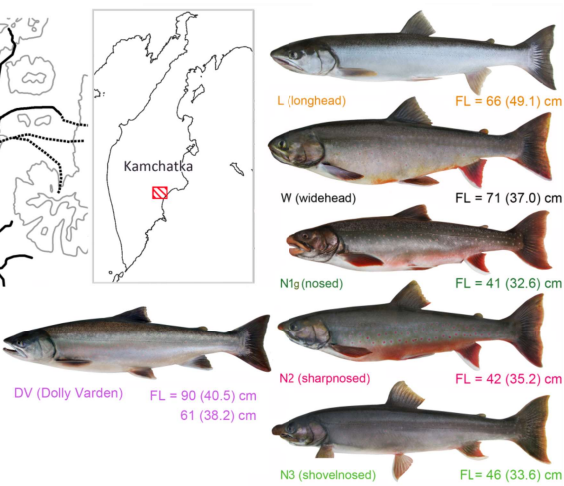 Kamchatka
L (longhead) FL = 66 (49.1) cm
W (widehead) FL = 71 (37.0) cm
N1g (nosed) FL = 41 (32.6) cm
N2 (sharpnosed) FL = 42 (35.2) cm
N3 (shovelnosed) FL= 46 (33.6) cm
DV (Dolly Varden) FL = 90 (40.5) cm
61 (38.2) cm